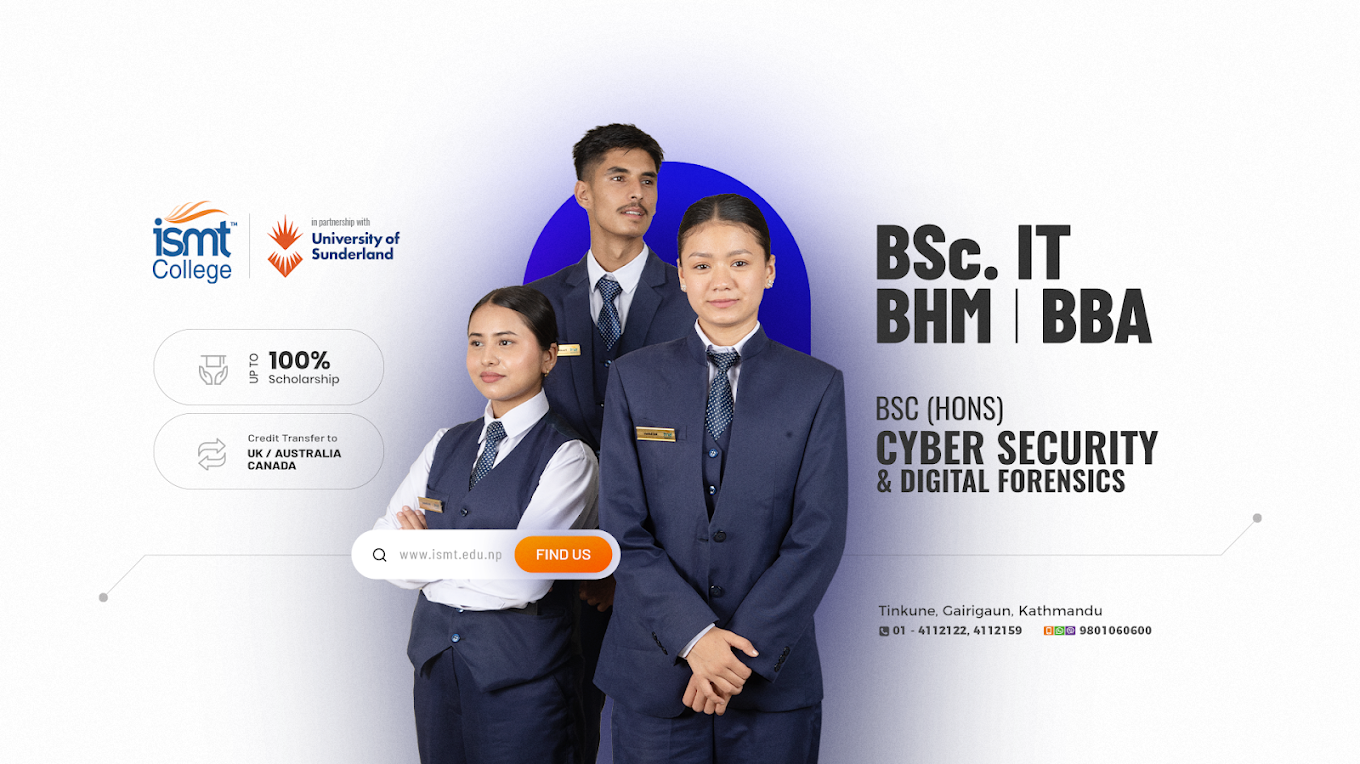 ismt™
College
in partnership with
University of
Sunderland
UP TO
100%
Scholarship
Credit Transfer to
UK / AUSTRALIA
CANADA
www.ismt.edu.np
FIND US
BSc. IT
BHM | BBA
BSC (HONS)
CYBER SECURITY
& DIGITAL FORENSICS
Tinkune, Gairigaun, Kathmandu
01 - 4112122, 4112159 9801060600